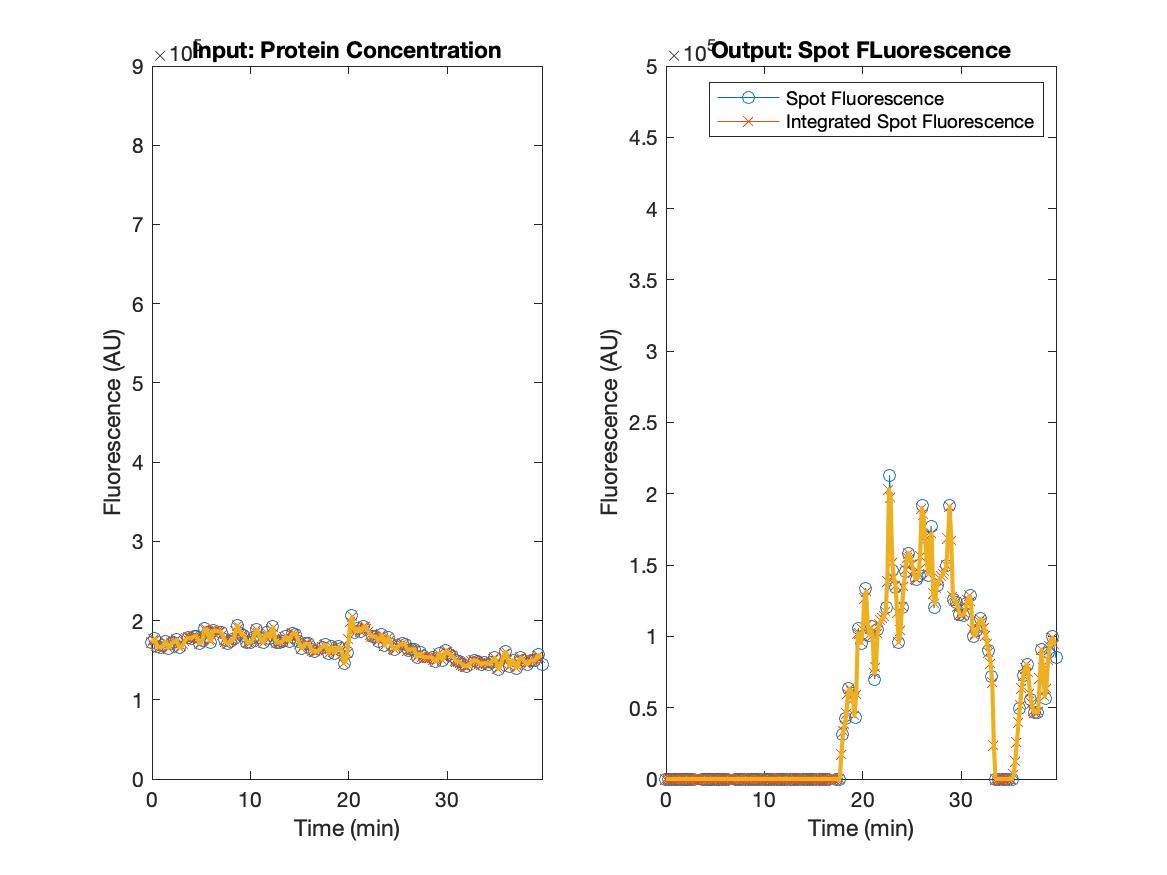 ×10⁵
Input: Protein Concentration
9
8
7
6
5
4
3
2
1
0
Fluorescence (AU)
0 10 20 30
Time (min)
×10⁵
Output: Spot FLuorescence
Spot Fluorescence
Integrated Spot Fluorescence
5
4.5
4
3.5
3
2.5
2
1.5
1
0.5
0
Fluorescence (AU)
0 10 20 30
Time (min)